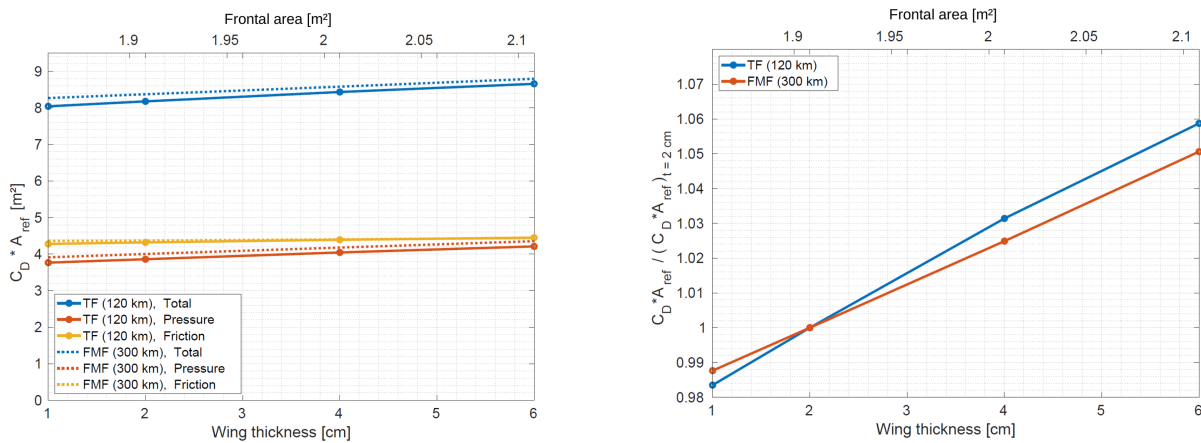 Frontal area [m²]
1.9 1.95 2 2.05 2.1
9
8
7
6
5
4
3
2
1
0
C_D * A_ref [m²]
TF (120 km), Total
TF (120 km), Pressure
TF (120 km), Friction
FMF (300 km), Total
FMF (300 km), Pressure
FMF (300 km), Friction
1 2 3 4 5 6
Wing thickness [cm]
Frontal area [m²]
1.9 1.95 2 2.05 2.1
TF (120 km)
FMF (300 km)
1.07
1.06
1.05
1.04
1.03
1.02
1.01
1
0.99
0.98
C_D*A_ref / (C_D*A_ref)_t = 2 cm
1 2 3 4 5 6
Wing thickness [cm]